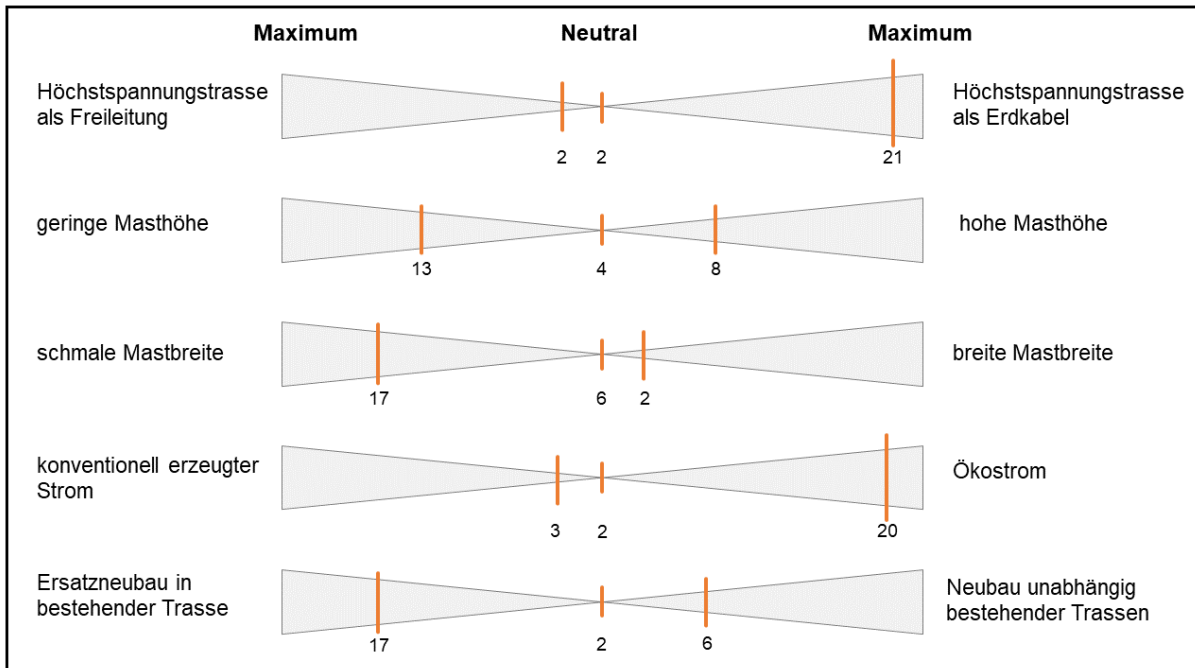 Maximum Neutral Maximum
Höchstspannungstrasse
als Freileitung
Höchstspannungstrasse
als Erdkabel
2 2 21
geringe Masthöhe
hohe Masthöhe
13 4 8
schmale Mastbreite
breite Mastbreite
17 6 2
konventionell erzeugter
Strom
Ökostrom
3 2 20
Ersatzneubau in
bestehender Trasse
Neubau unabhängig
bestehender Trassen
17 2 6